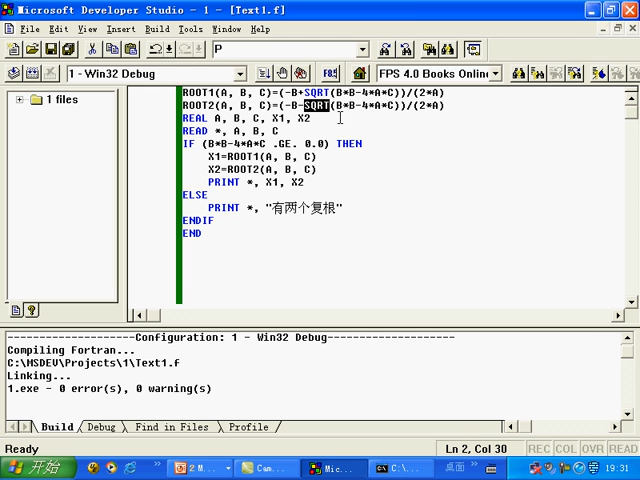 Microsoft Developer Studio - 1 - [Text1.f]
File Edit View Insert Build Tools Window Help
P
1 - Win32 Debug
FPS 4.0 Books Onlin
1 files
ROOT1(A, B, C)=(-B+SQRT(B*B-4*A*C))/(2*A)
ROOT2(A, B, C)=(-B-SQRT(B*B-4*A*C))/(2*A)
REAL A, B, C, X1, X2
READ *, A, B, C
IF (B*B-4*A*C .GE. 0.0) THEN
X1=ROOT1(A, B, C)
X2=ROOT2(A, B, C)
PRINT *, X1, X2
ELSE
PRINT *, "有两个复根"
ENDIF
END
--------------------Configuration: 1 - Win32 Debug--------------------
Compiling Fortran...
C:\MSDEV\Projects\1\Text1.f
Linking...
1.exe - 0 error(s), 0 warning(s)
Build Debug Find in Files Profile
Ready
Ln 2, Col 30
REC COL OVR READ
开始
2 M...
Cam...
Mic...
C:\...
桌面
19:31